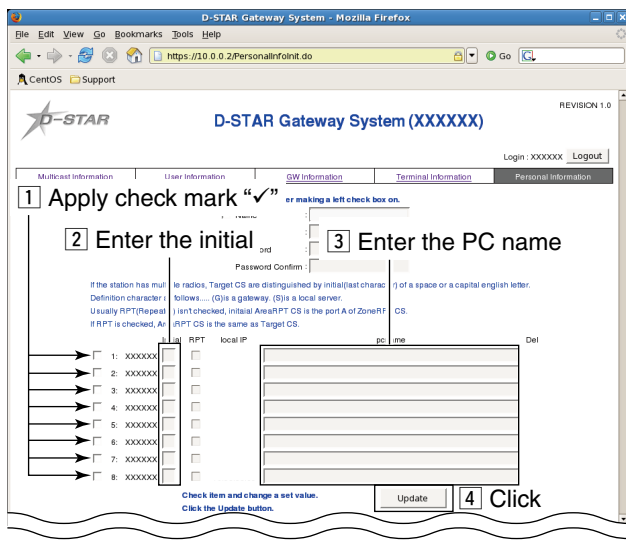 D-STAR Gateway System - Mozilla Firefox
File Edit View Go Bookmarks Tools Help
https://10.0.0.2/PersonalInfoInit.do Go
CentOS Support
REVISION 1.0
D-STAR D-STAR Gateway System (XXXXXX)
Login : XXXXXX Logout
Multicast Information User Information GW Information Terminal Information Personal Information
1 Apply check mark “✓”
er making a left check box on.
Name :
2 Enter the initial 3 Enter the PC name
ord :
Password Confirm :
If the station has mul le radios, Target CS are distinguished by initial(last charac ) of a space or a capital english letter.
Definition character follows..... (G)is a gateway. (S)is a local server.
Usually RPT(Repea ) isn't checked, initaial AreaRPT CS is the port A of ZoneR CS.
If RPT is checked, A RPT CS is the same as Target CS.
RPT local IP Del
1: XXXXXX
2: XXXXXX
3: XXXXXX
4: XXXXXX
5: XXXXXX
6: XXXXXX
7: XXXXXX
8: XXXXXX
Check item and change a set value.
Click the Update button.
Update 4 Click